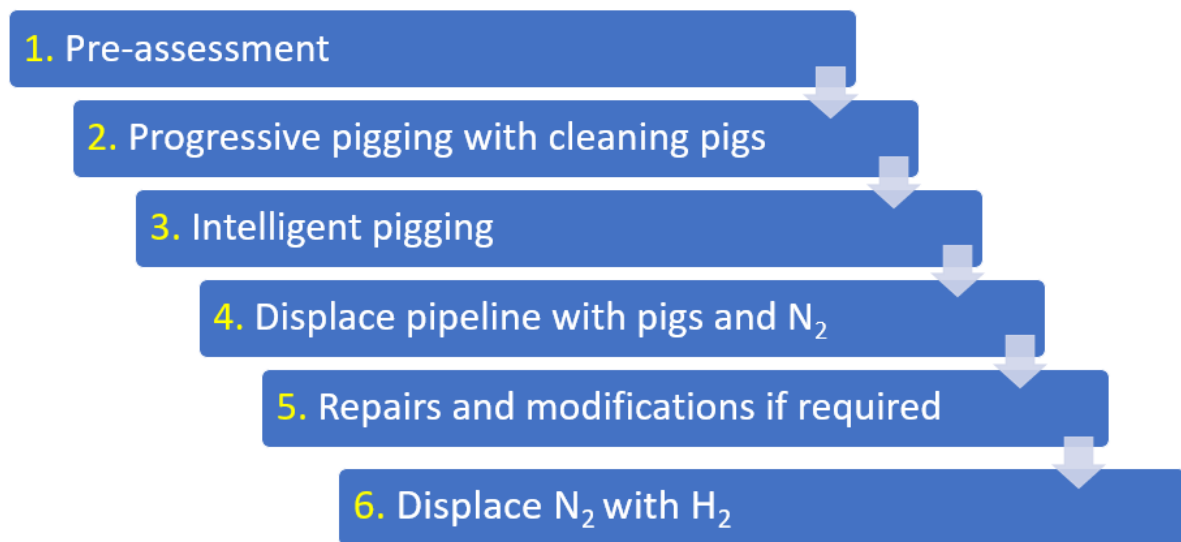 1. Pre-assessment
2. Progressive pigging with cleaning pigs
3. Intelligent pigging
4. Displace pipeline with pigs and N₂
5. Repairs and modifications if required
6. Displace N₂ with H₂